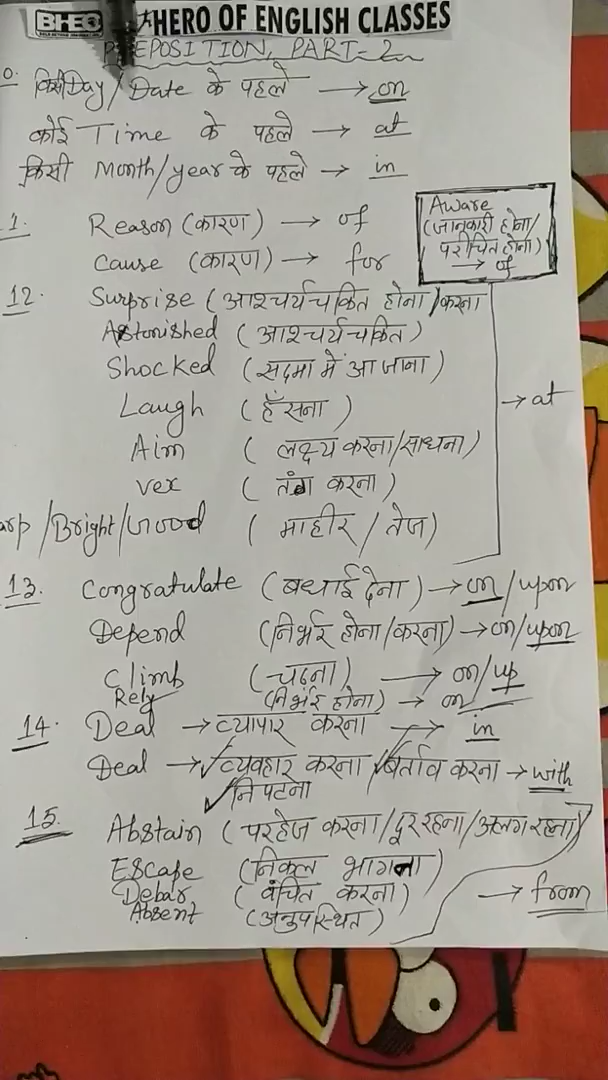 BHEC HERO OF ENGLISH CLASSES
PREPOSITION, PART-2
0. किसी Day/Date के पहले → on
कोई Time के पहले → at
किसी Month/year के पहले → in
1. Reason (कारण) → of
Cause (कारण) → for
Aware
(जानकारी होना/
परीचित होना)
→ of
12. Surprise (आश्चर्यचकित होना/करना
Astonished (आश्चर्यचकित)
Shocked (सदमा में आ जाना)
Laugh (हँसना)
Aim (लक्ष्य करना/साधना)
vex (तंग करना)
arp/Bright/Good (माहीर/तेज)
→ at
13. Congratulate (बधाई देना) → on/upon
Depend (निर्भर होना/करना) → on/upon
Climb (चढना) → on/up
Rely (निर्भर होना) → on
14. Deal → व्यापार करना → in
Deal → व्यवहार करना/बर्ताव करना → with
निपटना
15. Abstain (परहेज करना/दूर रहना/अलग रहना)
Escape (निकल भागना)
Debar (वंचित करना)
Absent (अनुपस्थित)
→ from